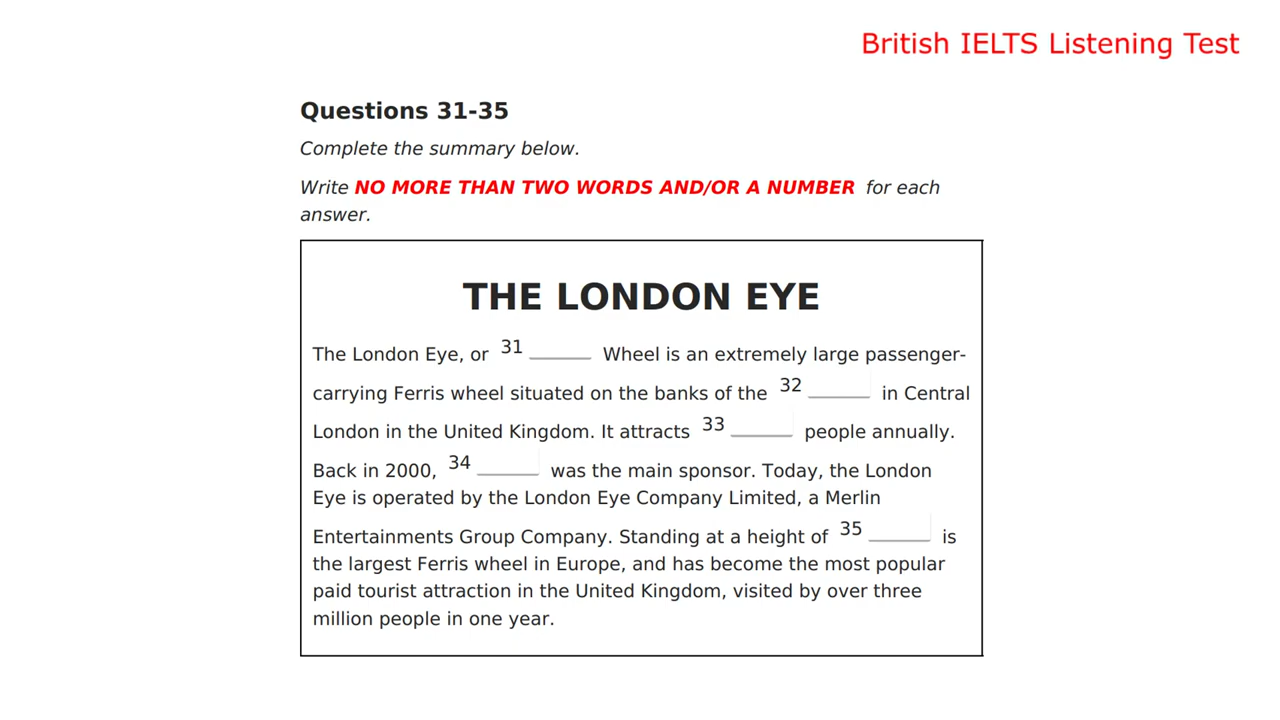 British IELTS Listening Test
Questions 31-35
Complete the summary below.
Write NO MORE THAN TWO WORDS AND/OR A NUMBER for each
answer.
THE LONDON EYE
The London Eye, or 31 ______ Wheel is an extremely large passenger-
carrying Ferris wheel situated on the banks of the 32 ______ in Central
London in the United Kingdom. It attracts 33 ______ people annually.
Back in 2000, 34 ______ was the main sponsor. Today, the London
Eye is operated by the London Eye Company Limited, a Merlin
Entertainments Group Company. Standing at a height of 35 ______ is
the largest Ferris wheel in Europe, and has become the most popular
paid tourist attraction in the United Kingdom, visited by over three
million people in one year.